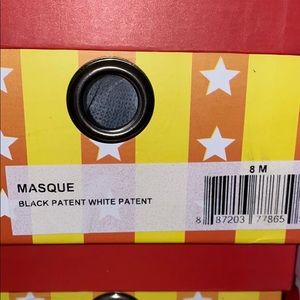 8 M
MASQUE
BLACK PATENT WHITE PATENT
8 87203 77865